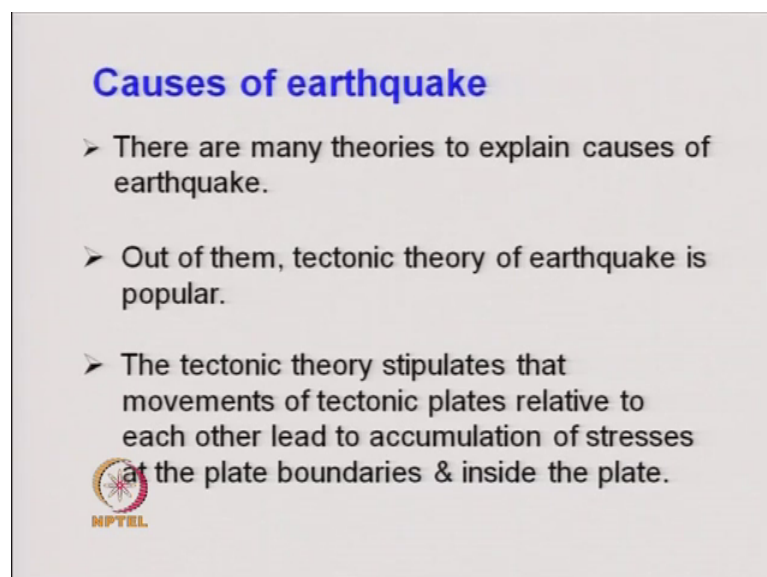 Causes of earthquake
➢ There are many theories to explain causes of
earthquake.
➢ Out of them, tectonic theory of earthquake is
popular.
➢ The tectonic theory stipulates that
movements of tectonic plates relative to
each other lead to accumulation of stresses
at the plate boundaries & inside the plate.
NPTEL